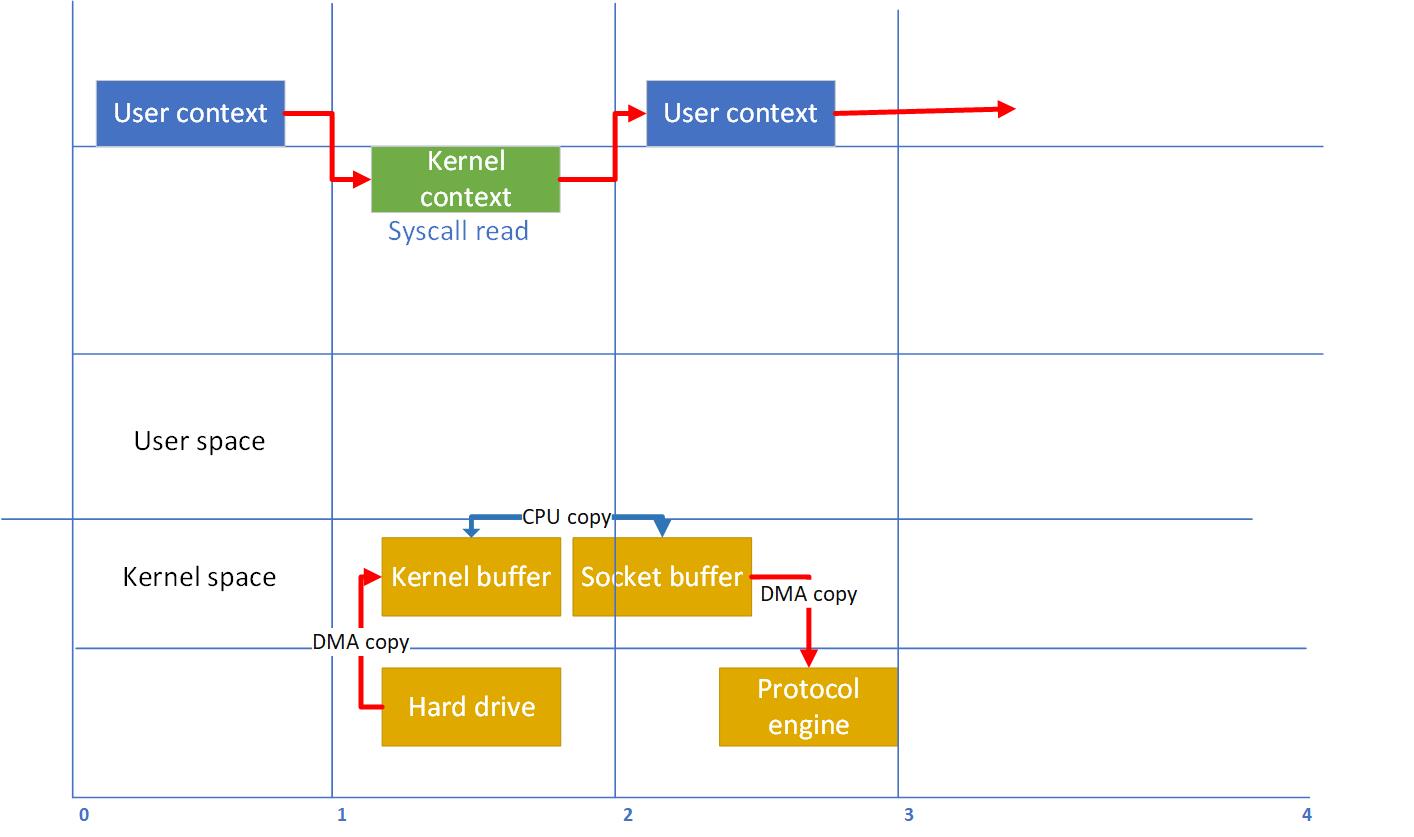 User context
User context
Kernel
context
Syscall read
User space
CPU copy
Kernel space
Kernel buffer
Socket buffer
DMA copy
DMA copy
Hard drive
Protocol
engine
0
1
2
3
4